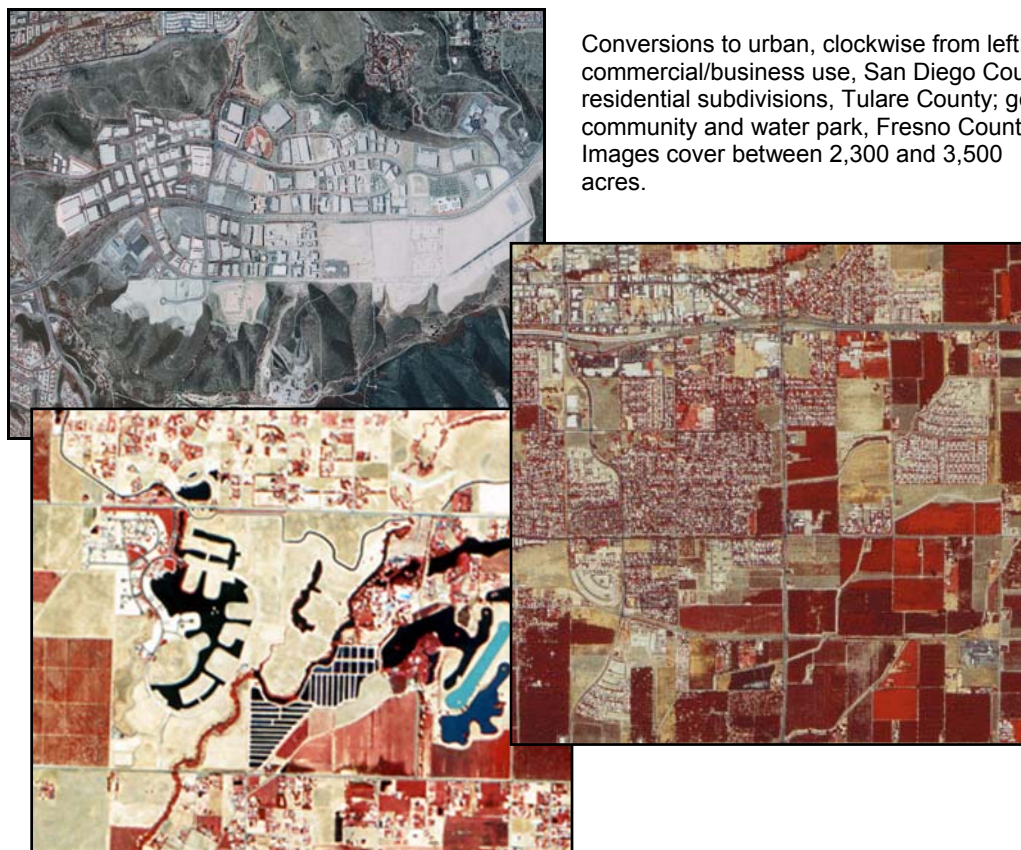 Conversions to urban, clockwise from left
commercial/business use, San Diego
residential subdivisions, Tulare County;
community and water park, Fresno
Images cover between 2,300 and 3,500
acres.